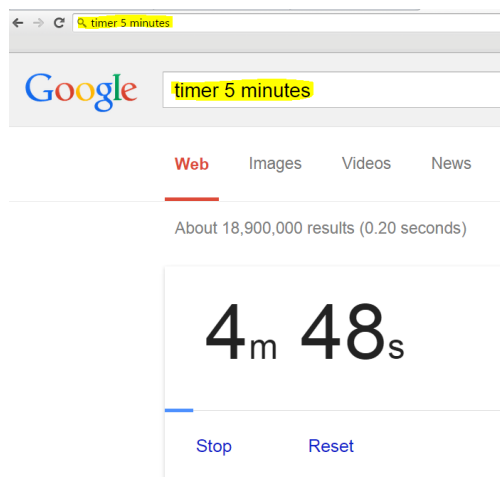 timer 5 minutes
Google timer 5 minutes
Web Images Videos News
About 18,900,000 results (0.20 seconds)
4m 48s
Stop Reset